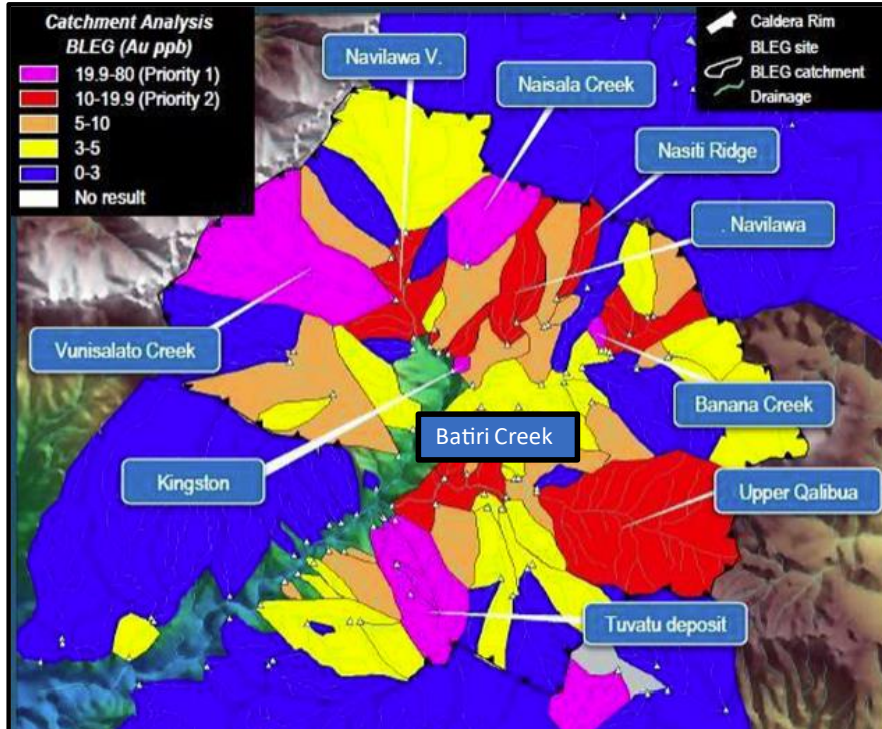 Catchment Analysis
BLEG (Au ppb)
19.9-80 (Priority 1)
10-19.9 (Priority 2)
5-10
3-5
0-3
No result
Caldera Rim
BLEG site
BLEG catchment
Drainage
Navilawa V.
Naisala Creek
Nasiti Ridge
. Navilawa
Vunisalato Creek
Banana Creek
Batiri Creek
Kingston
Upper Qalibua
Tuvatu deposit